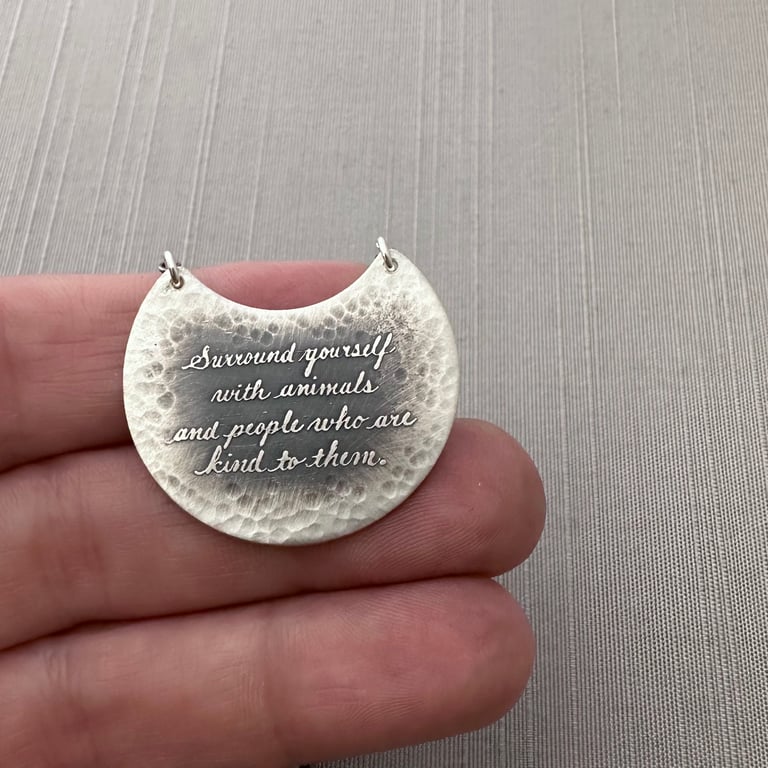 Surround yourself
with animals
and people who are
kind to them.